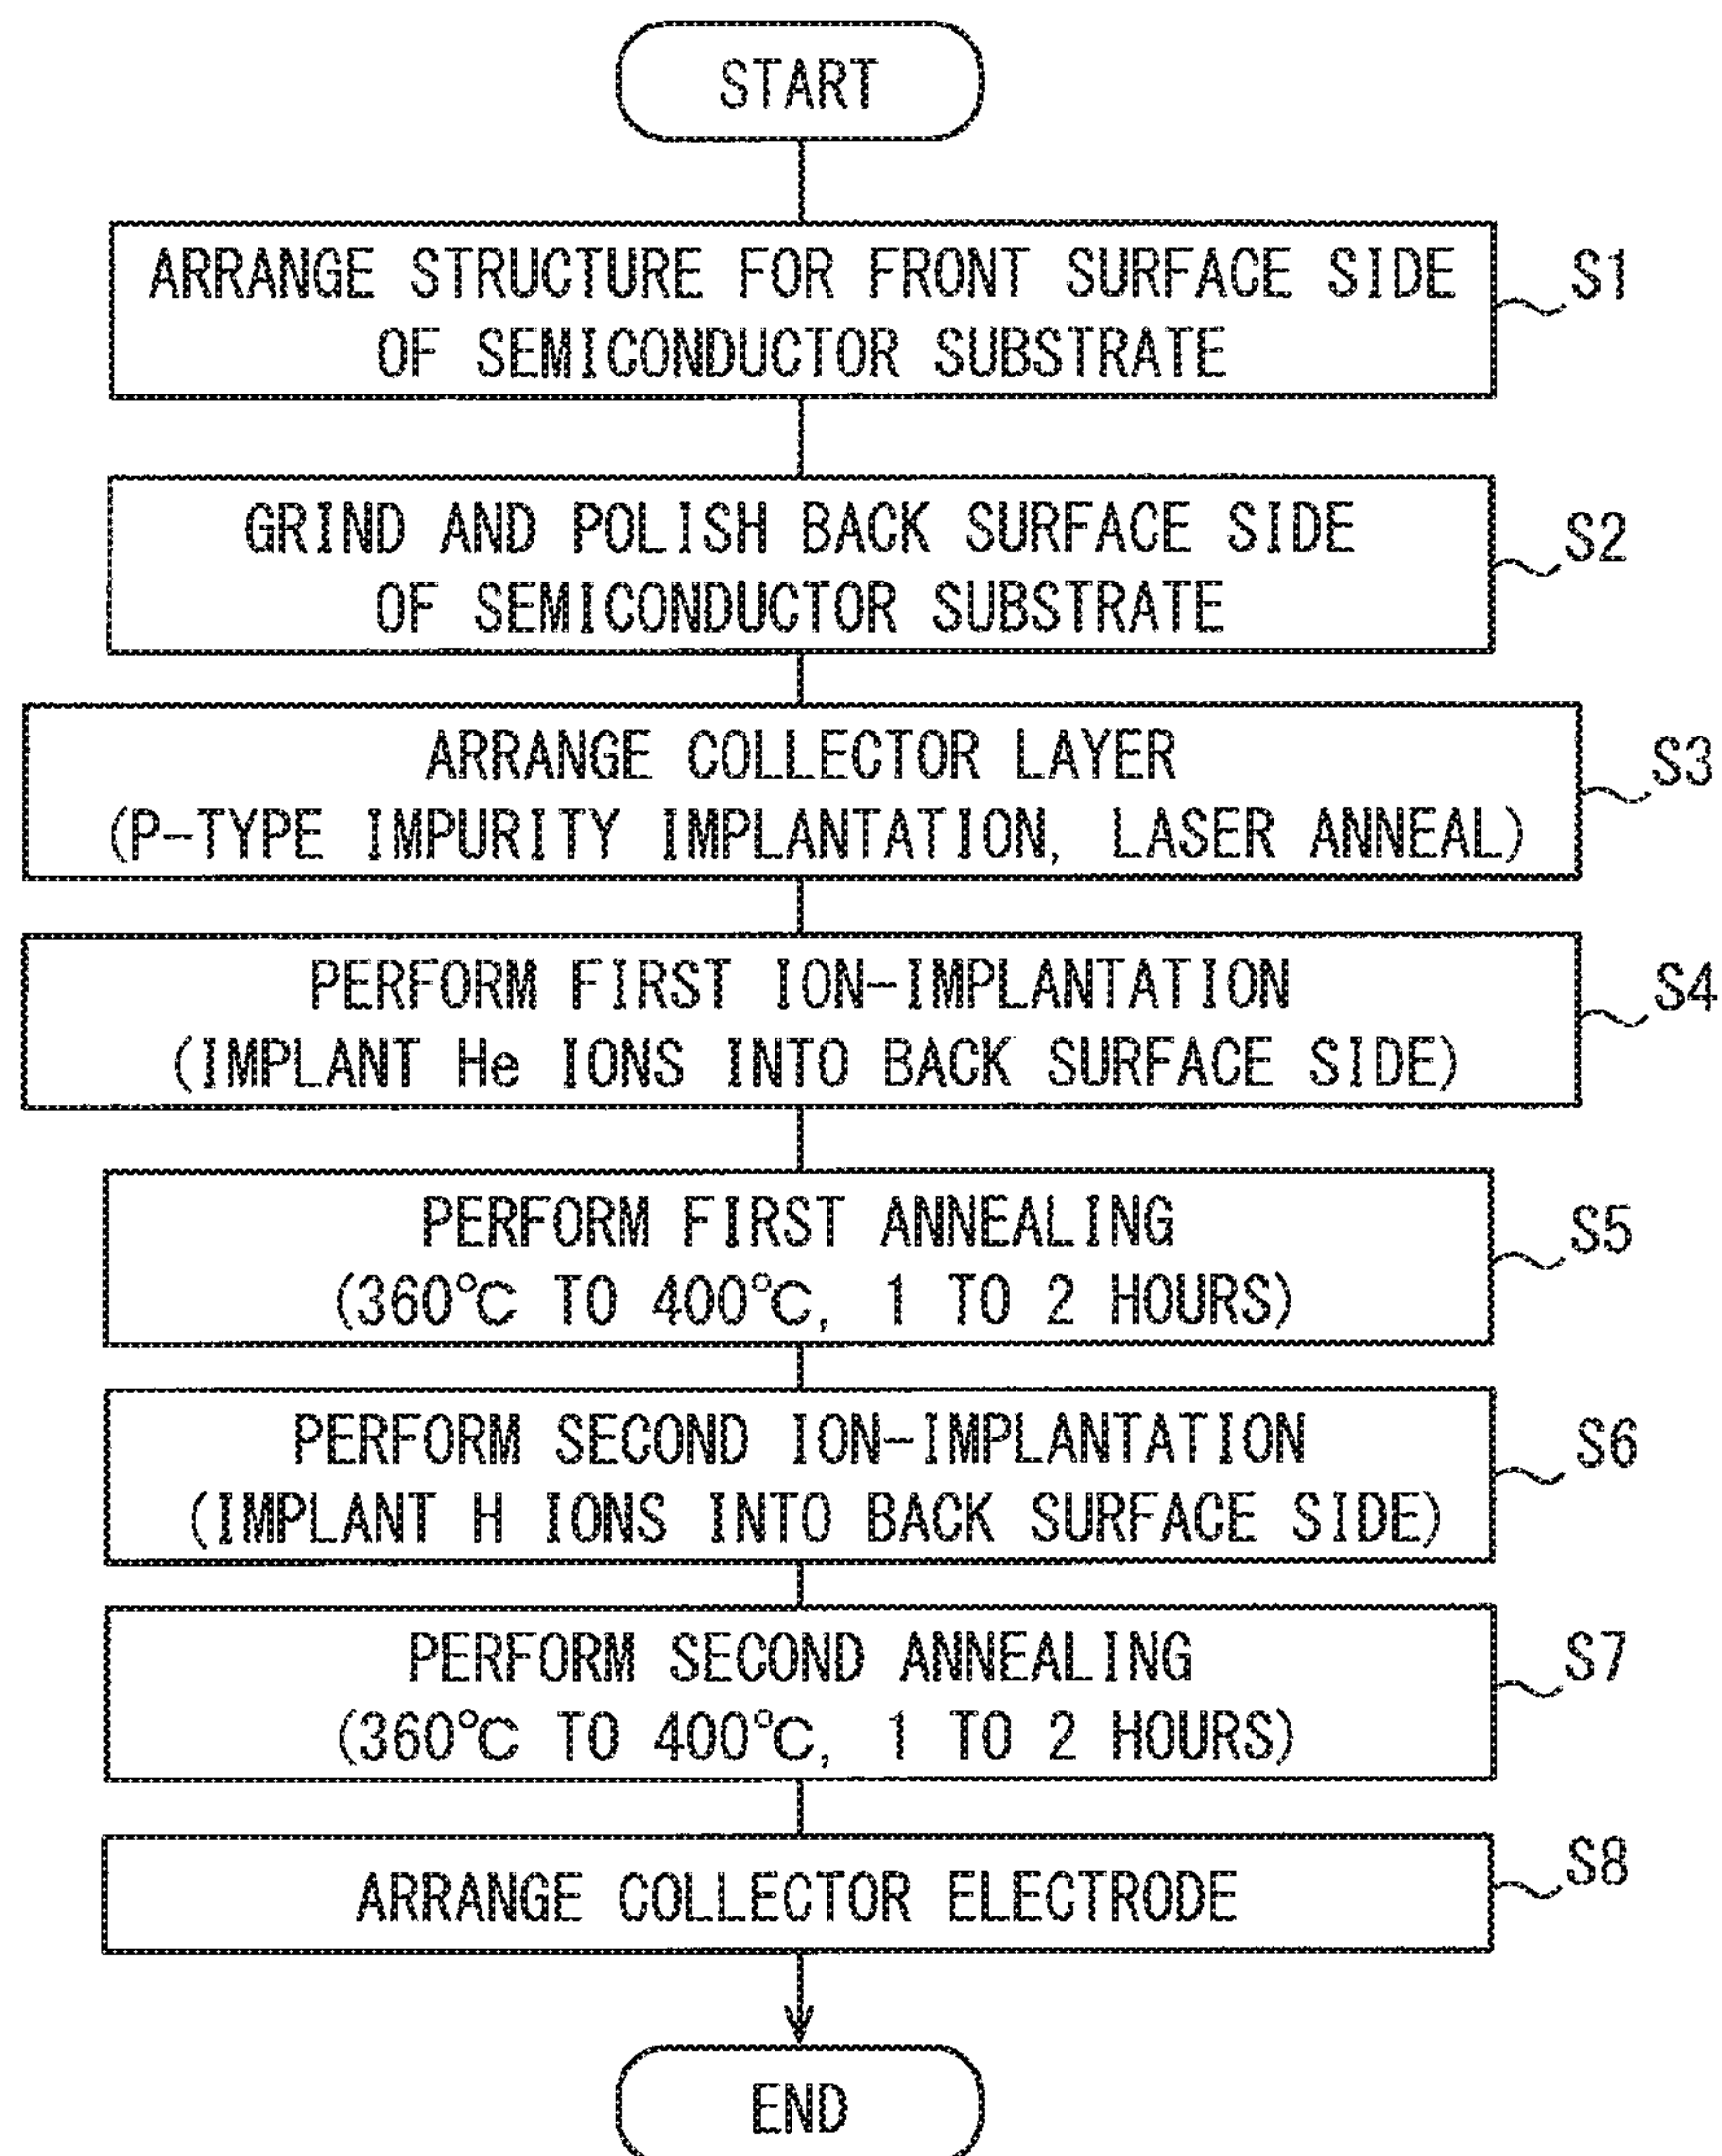 START
ARRANGE STRUCTURE FOR FRONT SURFACE SIDE
OF SEMICONDUCTOR SUBSTRATE
S1
GRIND AND POLISH BACK SURFACE SIDE
OF SEMICONDUCTOR SUBSTRATE
S2
ARRANGE COLLECTOR LAYER
(P-TYPE IMPURITY IMPLANTATION, LASER ANNEAL)
S3
PERFORM FIRST ION-IMPLANTATION
(IMPLANT He IONS INTO BACK SURFACE SIDE)
S4
PERFORM FIRST ANNEALING
(360℃ TO 400℃, 1 TO 2 HOURS)
S5
PERFORM SECOND ION-IMPLANTATION
(IMPLANT H IONS INTO BACK SURFACE SIDE)
S6
PERFORM SECOND ANNEALING
(360℃ TO 400℃, 1 TO 2 HOURS)
S7
ARRANGE COLLECTOR ELECTRODE
S8
END